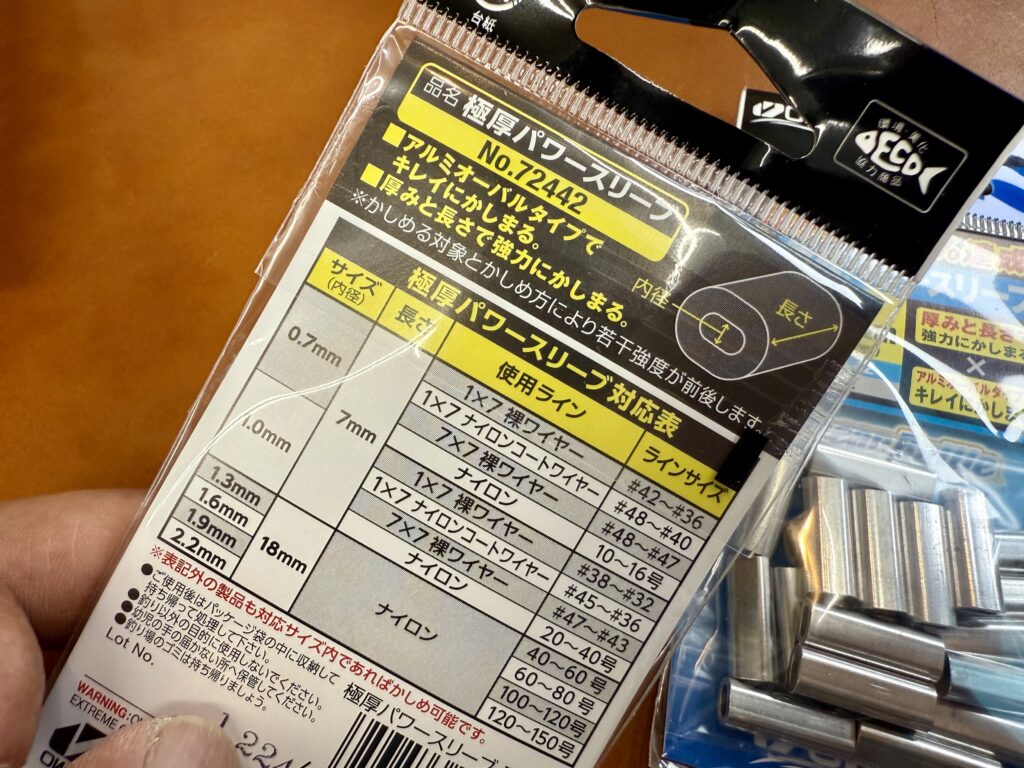 台紙
品名 極厚パワースリーブ
No.72442
■アルミオーバルタイプで
キレイにかしまる。
■厚みと長さで強力にかしまる。
※かしめる対象とかしめ方により若干強度が前後します。
内径
長さ
極厚パワースリーブ対応表
サイズ
(内径)
長さ
使用ライン
ラインサイズ
0.7mm
7mm
1×7 裸ワイヤー
#42〜#36
1×7 ナイロンコートワイヤー
#48〜#40
7×7 裸ワイヤー
#48〜#47
ナイロン
10〜16号
1.0mm
1×7 裸ワイヤー
#38〜#32
1×7 ナイロンコートワイヤー
#45〜#36
7×7 裸ワイヤー
#47〜#43
ナイロン
20〜40号
1.3mm
18mm
ナイロン
40〜60号
1.6mm
60〜80号
1.9mm
100〜120号
2.2mm
120〜150号
※表記外の製品も対応サイズ内であればかしめ可能です。
●ご使用後はパッケージ袋の中に収納して
持ち帰って処理して下さい。
●釣り以外の目的に使用しないでください。
●幼児の手の届かない所へ保管してください。
●釣り場のゴミは持ち帰りましょう。
Lot No.
極厚パワースリーブ
WARNING:
EXTREME
ECO
厚みと長さ
強力にかしま
×
アルミオーバルタイ
キレイにかし